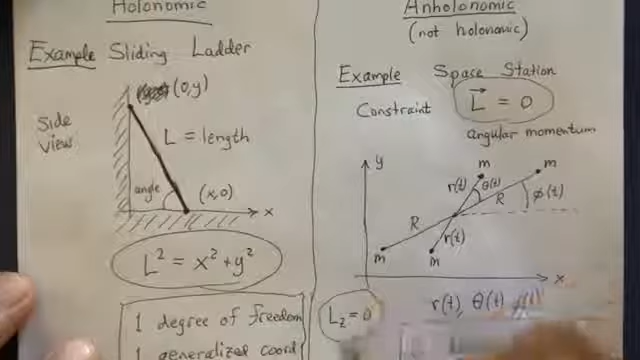 Holonomic
Example Sliding Ladder
Side
view
(0,y)
L = length
angle
(x,0)
x
L² = x² + y²
1 degree of freedom
1 generalized coord
Anholonomic
(not holonomic)
Example Space Station
Constraint L⃗ = 0
angular momentum
y
m
m
r(t)
θ(t)
R
ϕ(t)
R
r(t)
m
m
x
L_z = 0
r(t), θ(t)